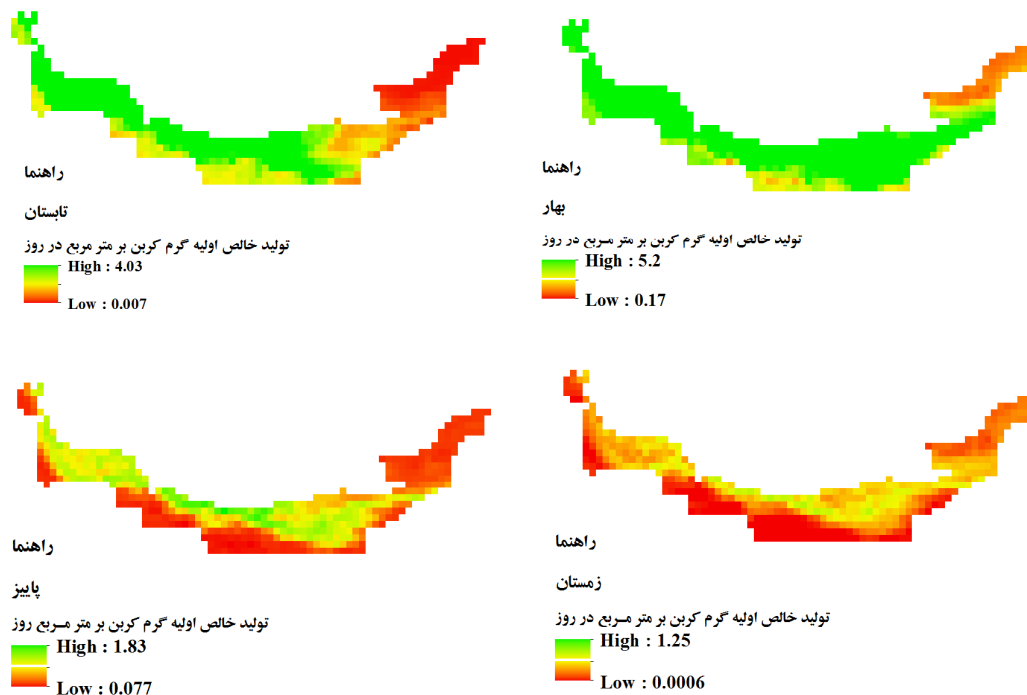 راهنما
بهار
تولید خالص اولیه گرم کربن بر متر مربع در روز
High : 5.2
Low : 0.17
راهنما
تابستان
تولید خالص اولیه گرم کربن بر متر مربع در روز
High : 4.03
Low : 0.007
راهنما
زمستان
تولید خالص اولیه گرم کربن بر متر مربع در روز
High : 1.25
Low : 0.0006
راهنما
پاییز
تولید خالص اولیه گرم کربن بر متر مربع روز
High : 1.83
Low : 0.077